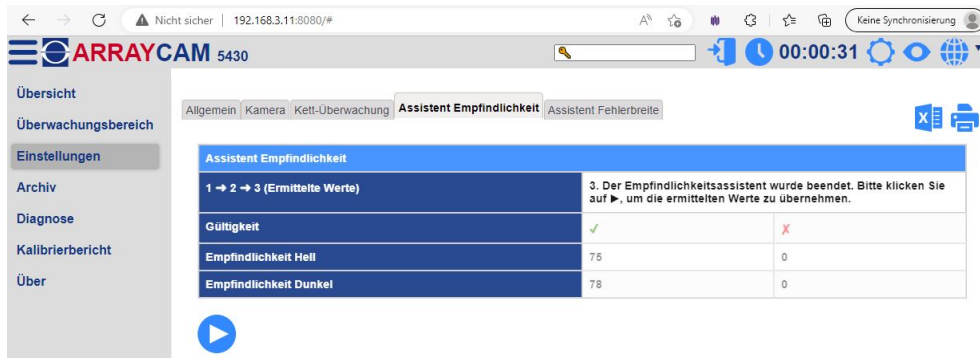 Nicht sicher | 192.168.3.11:8080/#
Keine Synchronisierung
ARRAYCAM 5430
00:00:31
Übersicht
Überwachungsbereich
Einstellungen
Archiv
Diagnose
Kalibrierbericht
Über
Allgemein Kamera Kett-Überwachung Assistent Empfindlichkeit Assistent Fehlerbreite
Assistent Empfindlichkeit
1 ➔ 2 ➔ 3 (Ermittelte Werte)
3. Der Empfindlichkeitsassistent wurde beendet. Bitte klicken Sie
auf ▶, um die ermittelten Werte zu übernehmen.
Gültigkeit ✓ ✗
Empfindlichkeit Hell 75 0
Empfindlichkeit Dunkel 78 0